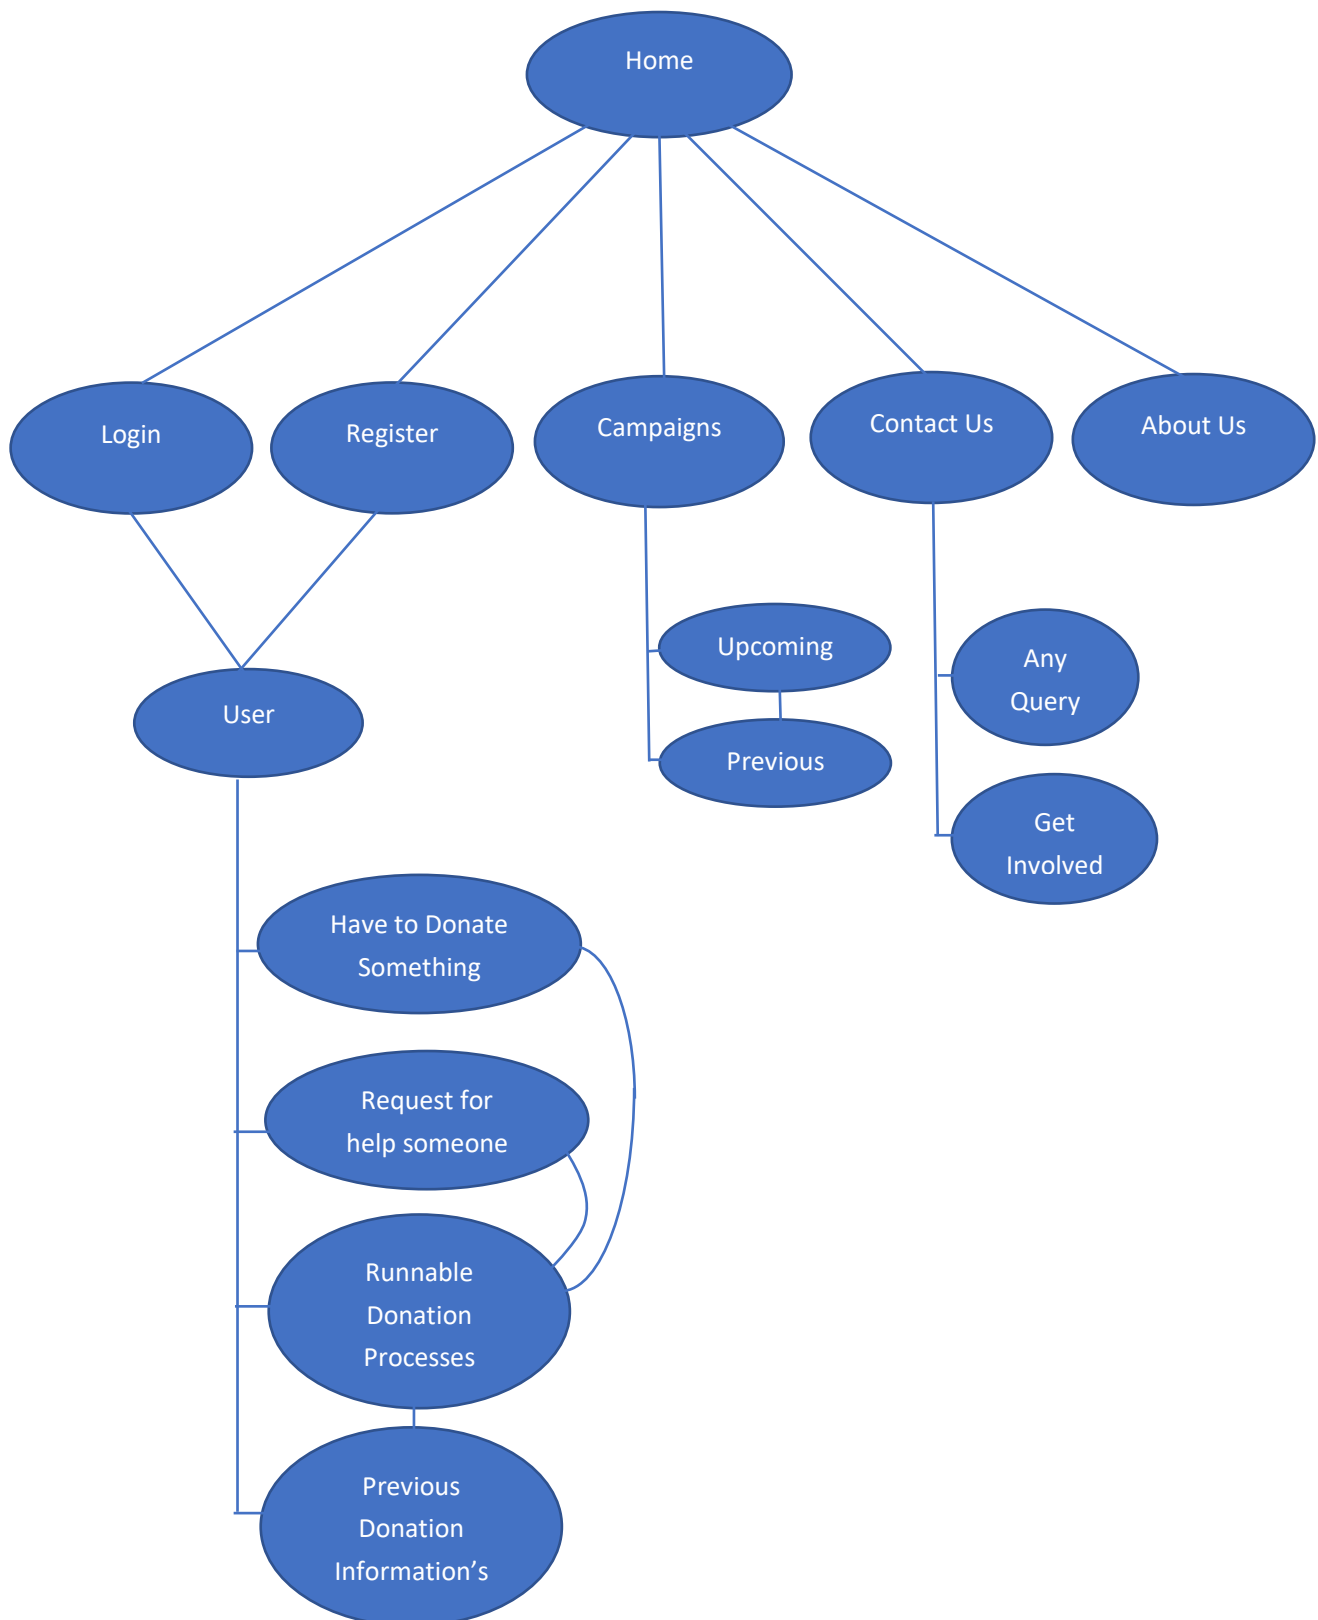 Home
Login
Register
Campaigns
Contact Us
About Us
Upcoming
Previous
Any
Query
Get
Involved
User
Have to Donate
Something
Request for
help someone
Runnable
Donation
Processes
Previous
Donation
Information’s